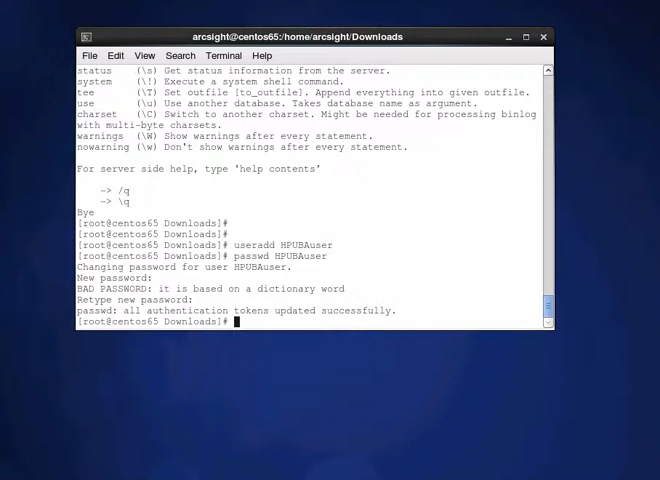 arcsight@centos65:/home/arcsight/Downloads
File Edit View Search Terminal Help
status (\s) Get status information from the server.
system (\!) Execute a system shell command.
tee (\T) Set outfile [to_outfile]. Append everything into given outfile.
use (\u) Use another database. Takes database name as argument.
charset (\C) Switch to another charset. Might be needed for processing binlog
with multi-byte charsets.
warnings (\W) Show warnings after every statement.
nowarning (\w) Don't show warnings after every statement.
For server side help, type 'help contents'
-> /q
-> \q
Bye
[root@centos65 Downloads]#
[root@centos65 Downloads]#
[root@centos65 Downloads]# useradd HPUBAuser
[root@centos65 Downloads]# passwd HPUBAuser
Changing password for user HPUBAuser.
New password:
BAD PASSWORD: it is based on a dictionary word
Retype new password:
passwd: all authentication tokens updated successfully.
[root@centos65 Downloads]#